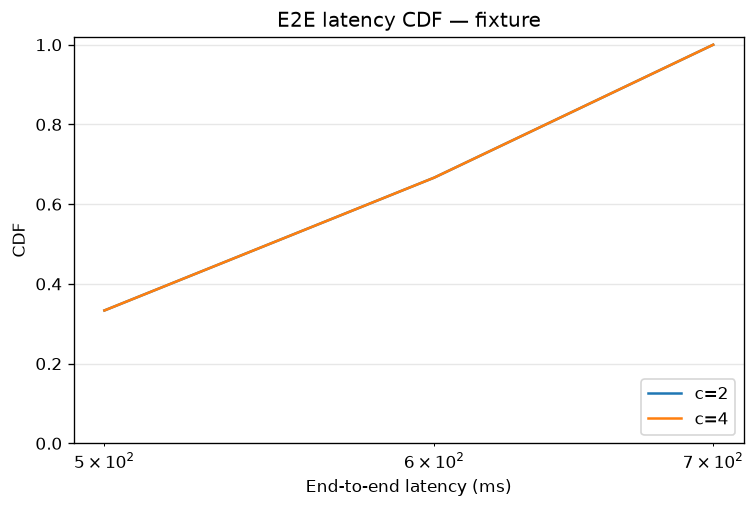 E2E latency CDF — fixture
CDF
1.0
0.8
0.6
0.4
0.2
0.0
c=2
c=4
5 × 10²
6 × 10²
7 × 10²
End-to-end latency (ms)